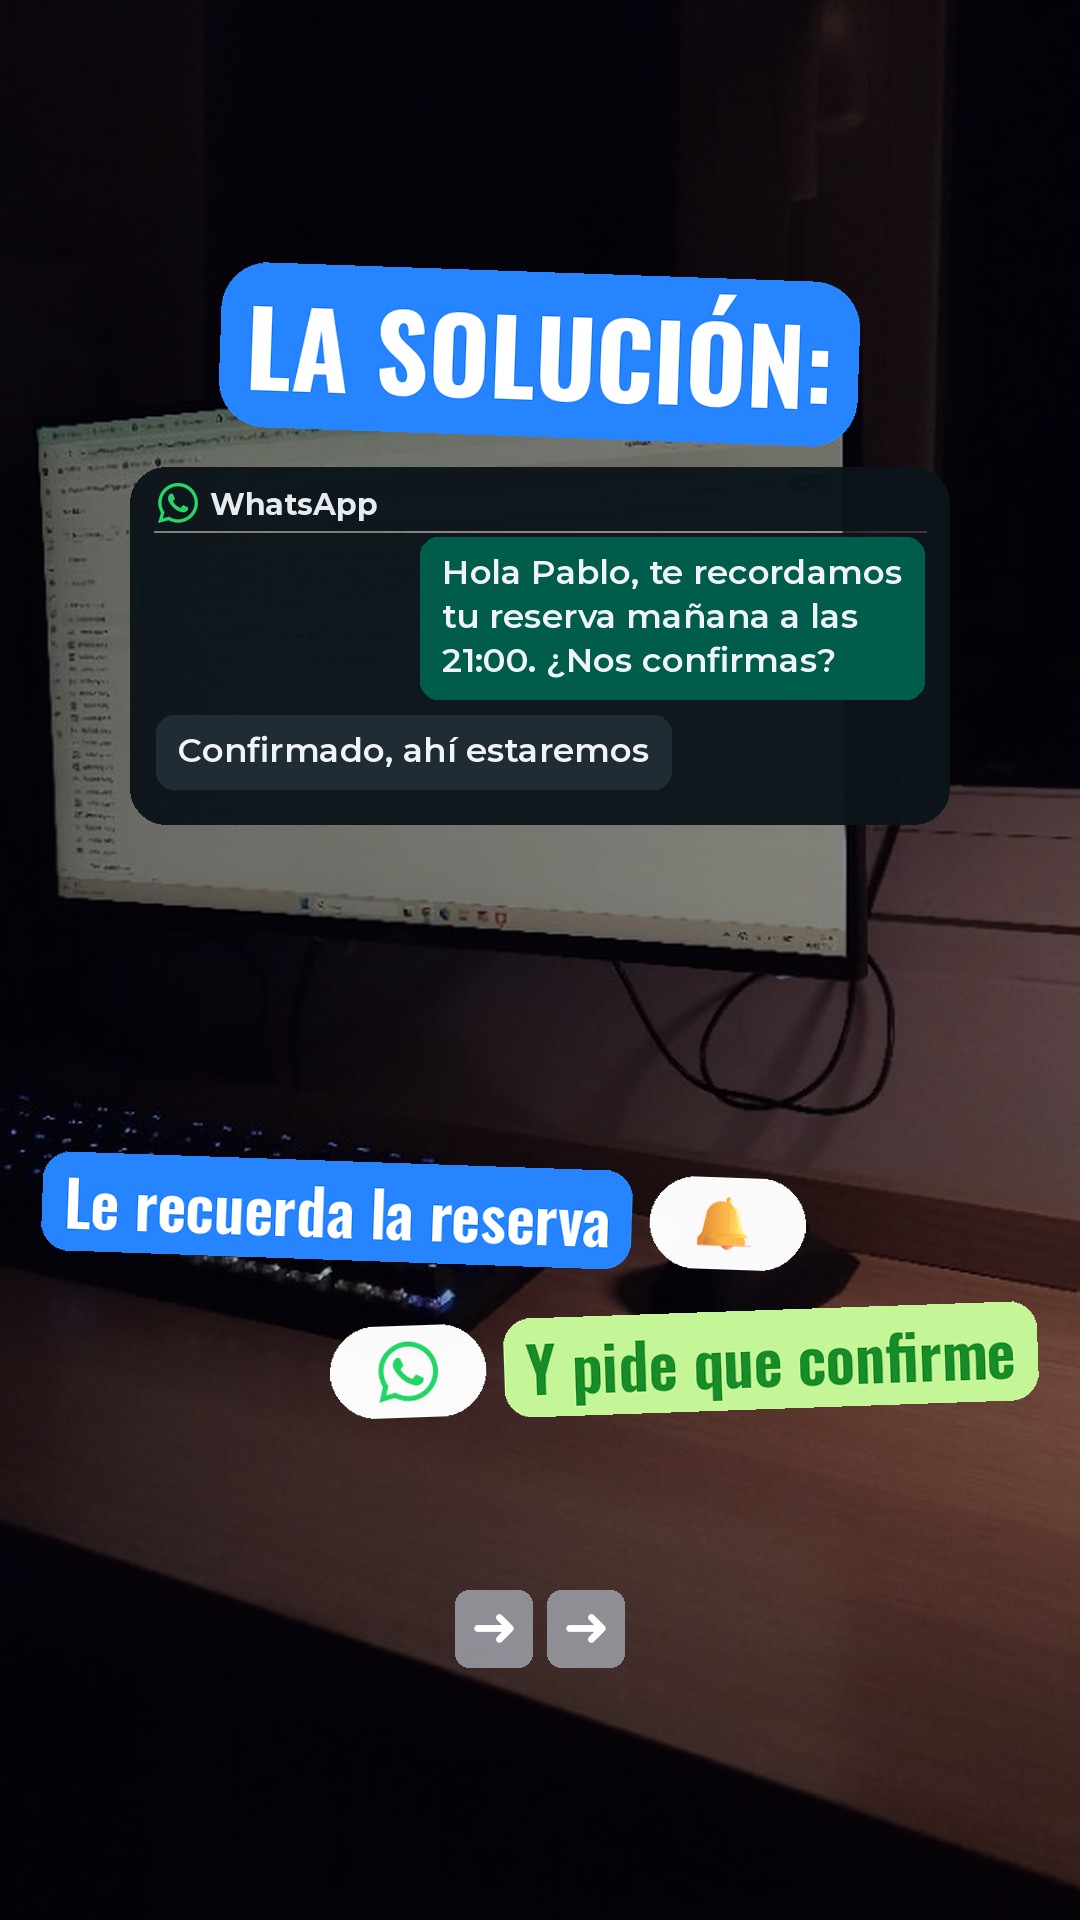 LA SOLUCIÓN:
WhatsApp
Hola Pablo, te recordamos
tu reserva mañana a las
21:00. ¿Nos confirmas?
Confirmado, ahí estaremos
Le recuerda la reserva
Y pide que confirme